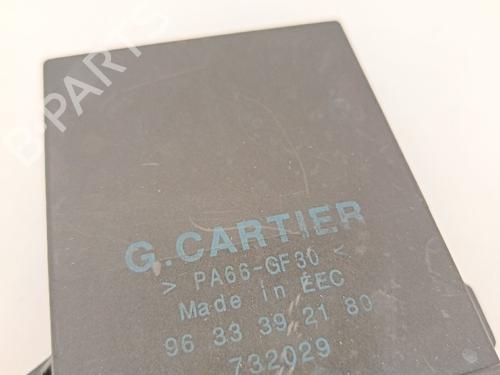 B-PARTS
G.CARTIER
> PA66-GF30 <
Made in EEC
96 33 39 21 80
732029